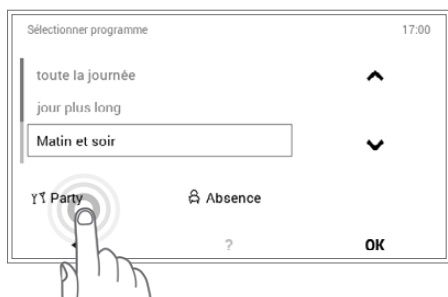 Sélectionner programme 17:00
toute la journée
jour plus long
Matin et soir
Party Absence
? OK